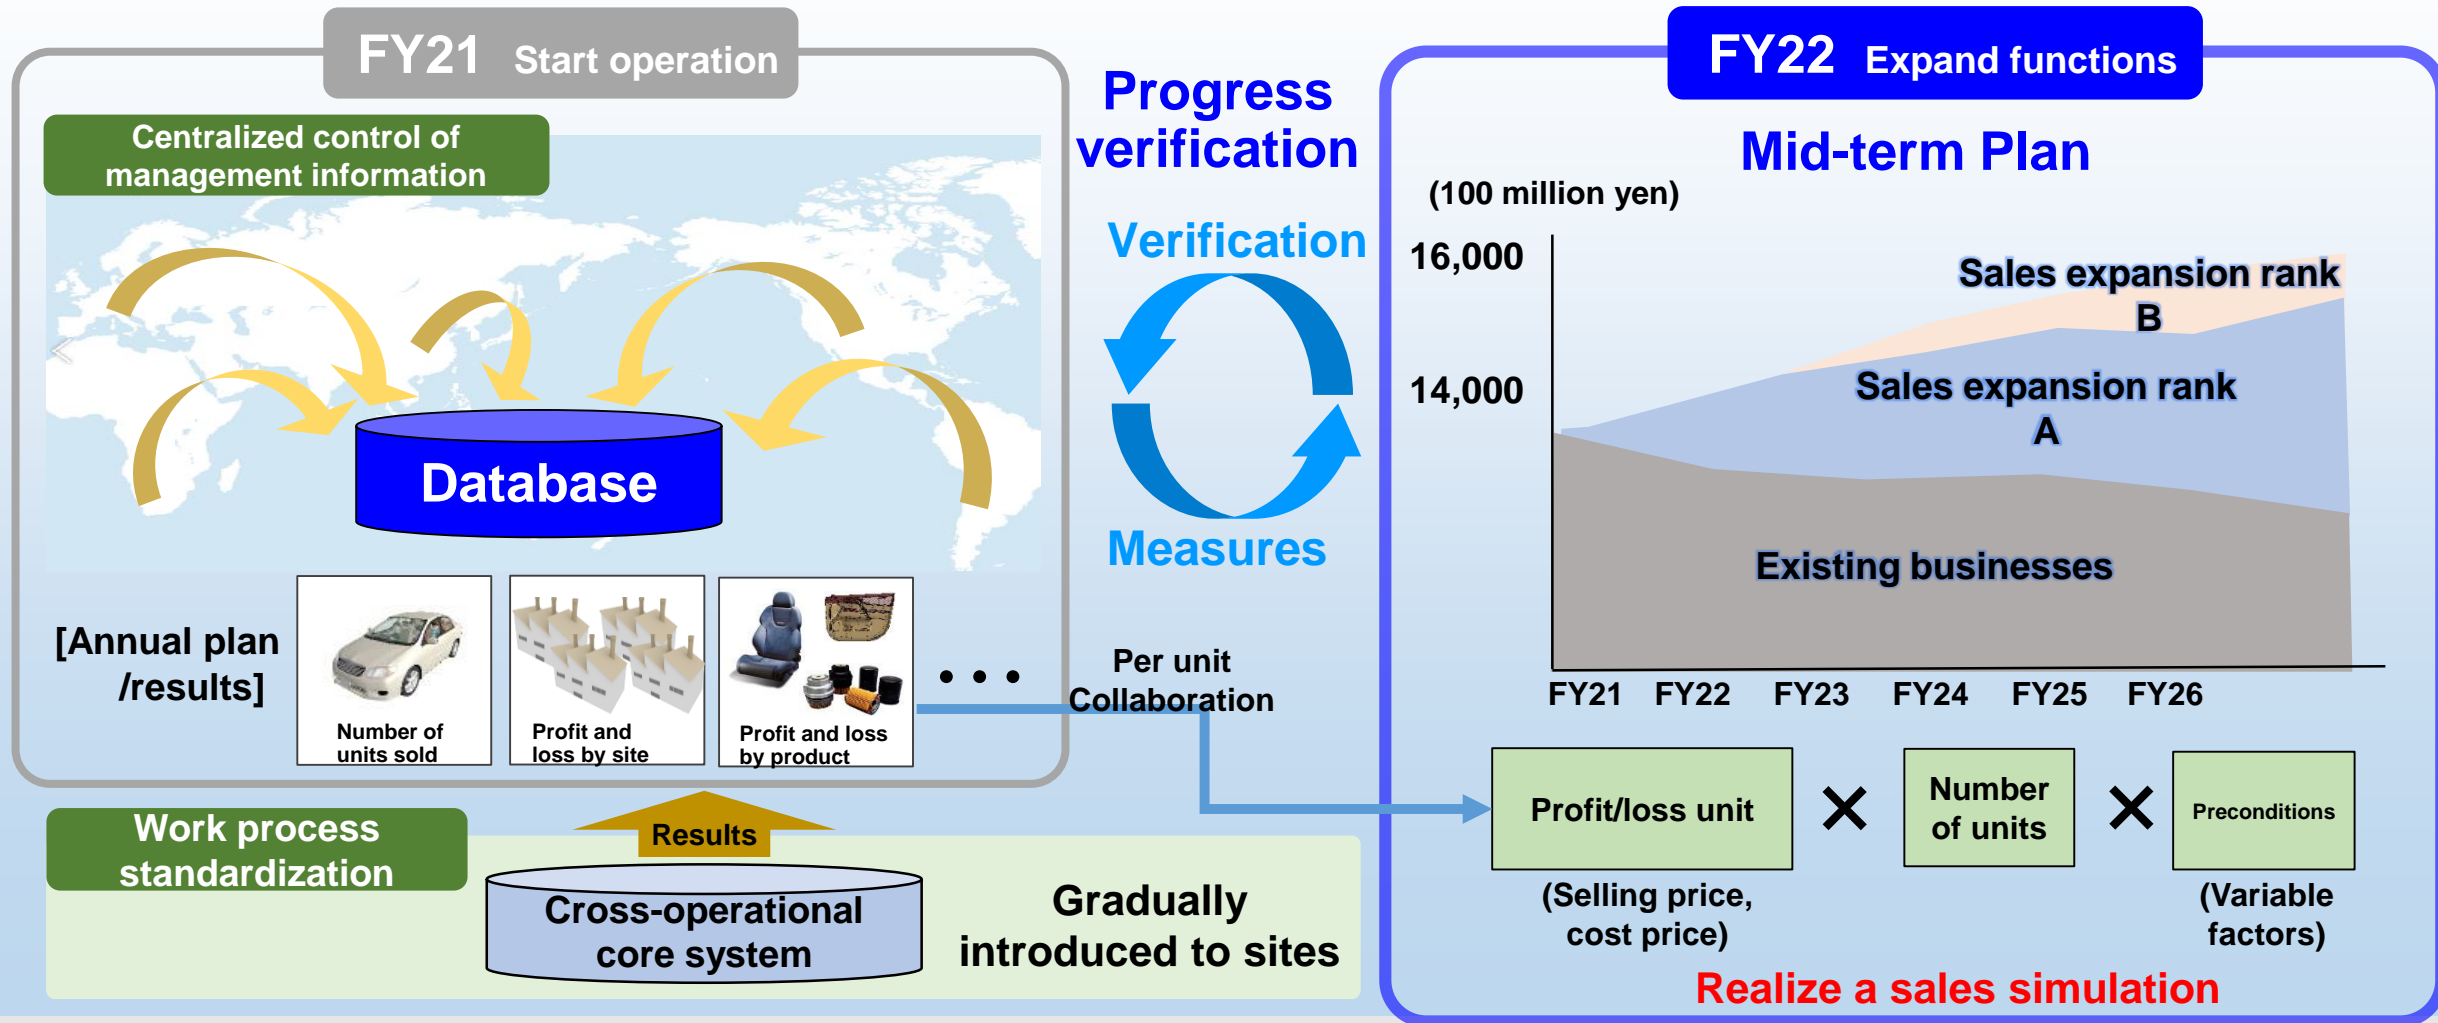 FY21 Start operation
Centralized control of
management information
Database
[Annual plan
/results]
Number of
units sold
Profit and
loss by site
Profit and loss
by product
• • •
Work process
standardization
Results
Cross-operational
core system
Gradually
introduced to sites
Progress
verification
Verification
Measures
Per unit
Collaboration
FY22 Expand functions
Mid-term Plan
(100 million yen)
16,000
14,000
Sales expansion rank
B
Sales expansion rank
A
Existing businesses
FY21 FY22 FY23 FY24 FY25 FY26
Profit/loss unit
×
Number
of units
×
Preconditions
(Selling price,
cost price)
(Variable
factors)
Realize a sales simulation